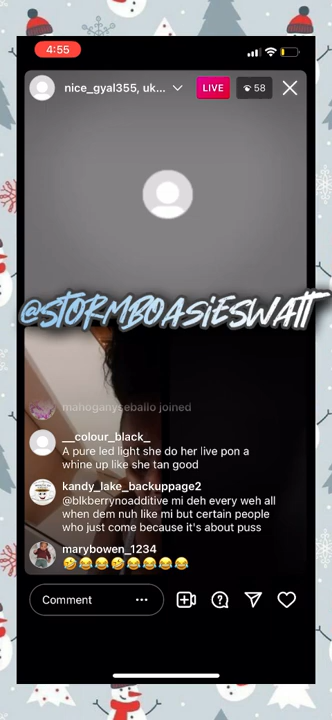 4:55
nice_gyal355, uk...
LIVE
58
@STORMBOASIESWATT
mahoganyseballo joined
__colour_black_
A pure led light she do her live pon a
whine up like she tan good
kandy_lake_backuppage2
@blkberrynoadditive mi deh every weh all
when dem nuh like mi but certain people
who just come because it's about puss
marybowen_1234
🤣😂😂🤣😂😂😂😂😂
Comment